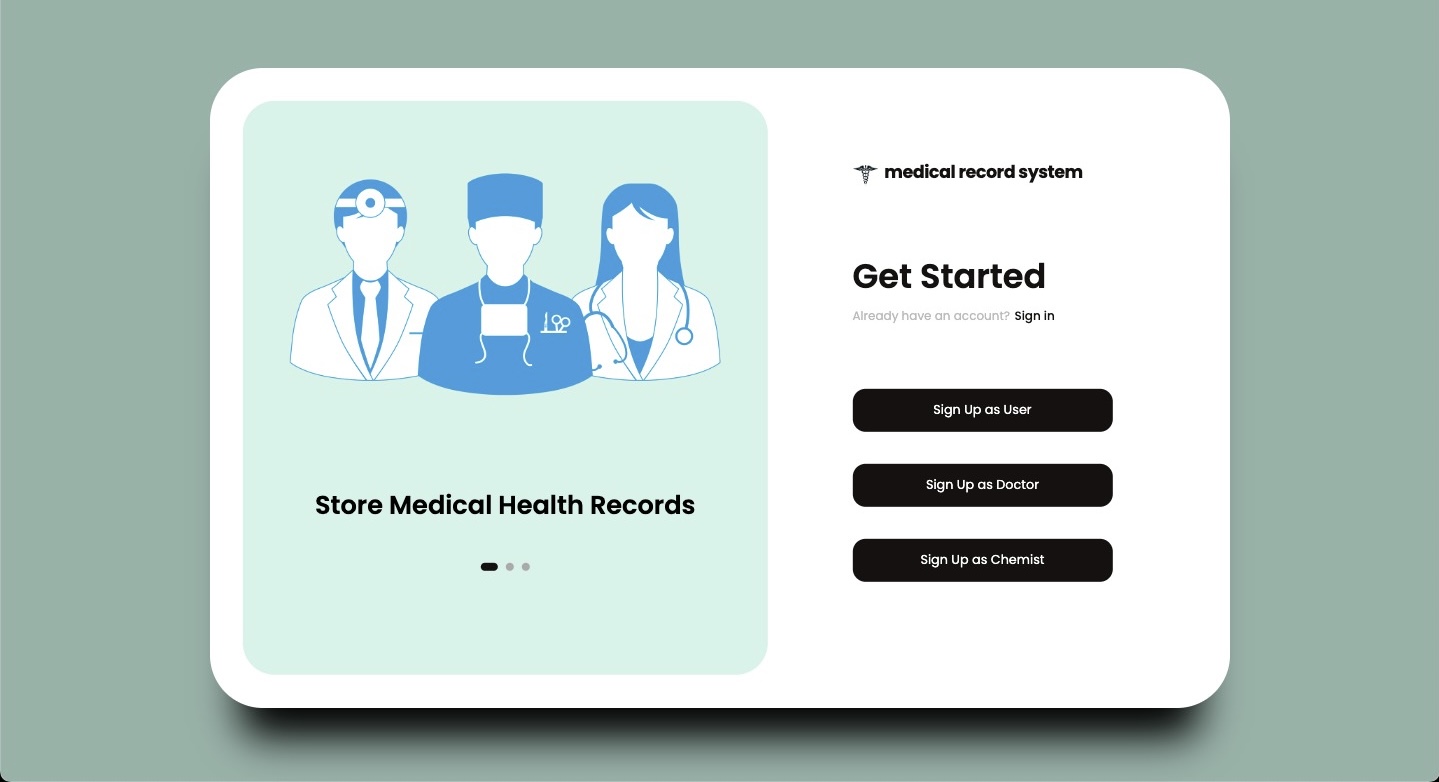 medical record system
Get Started
Already have an account? Sign in
Sign Up as User
Sign Up as Doctor
Sign Up as Chemist
Store Medical Health Records